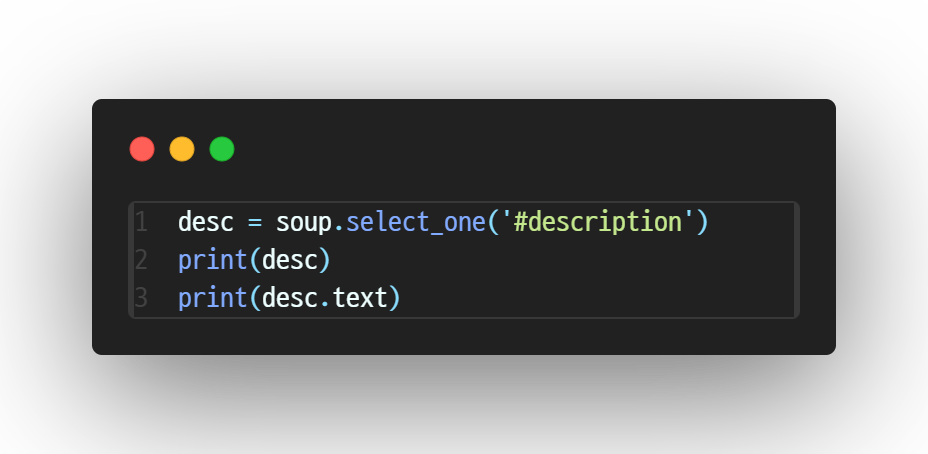 1 desc = soup.select_one('#description')
2 print(desc)
3 print(desc.text)